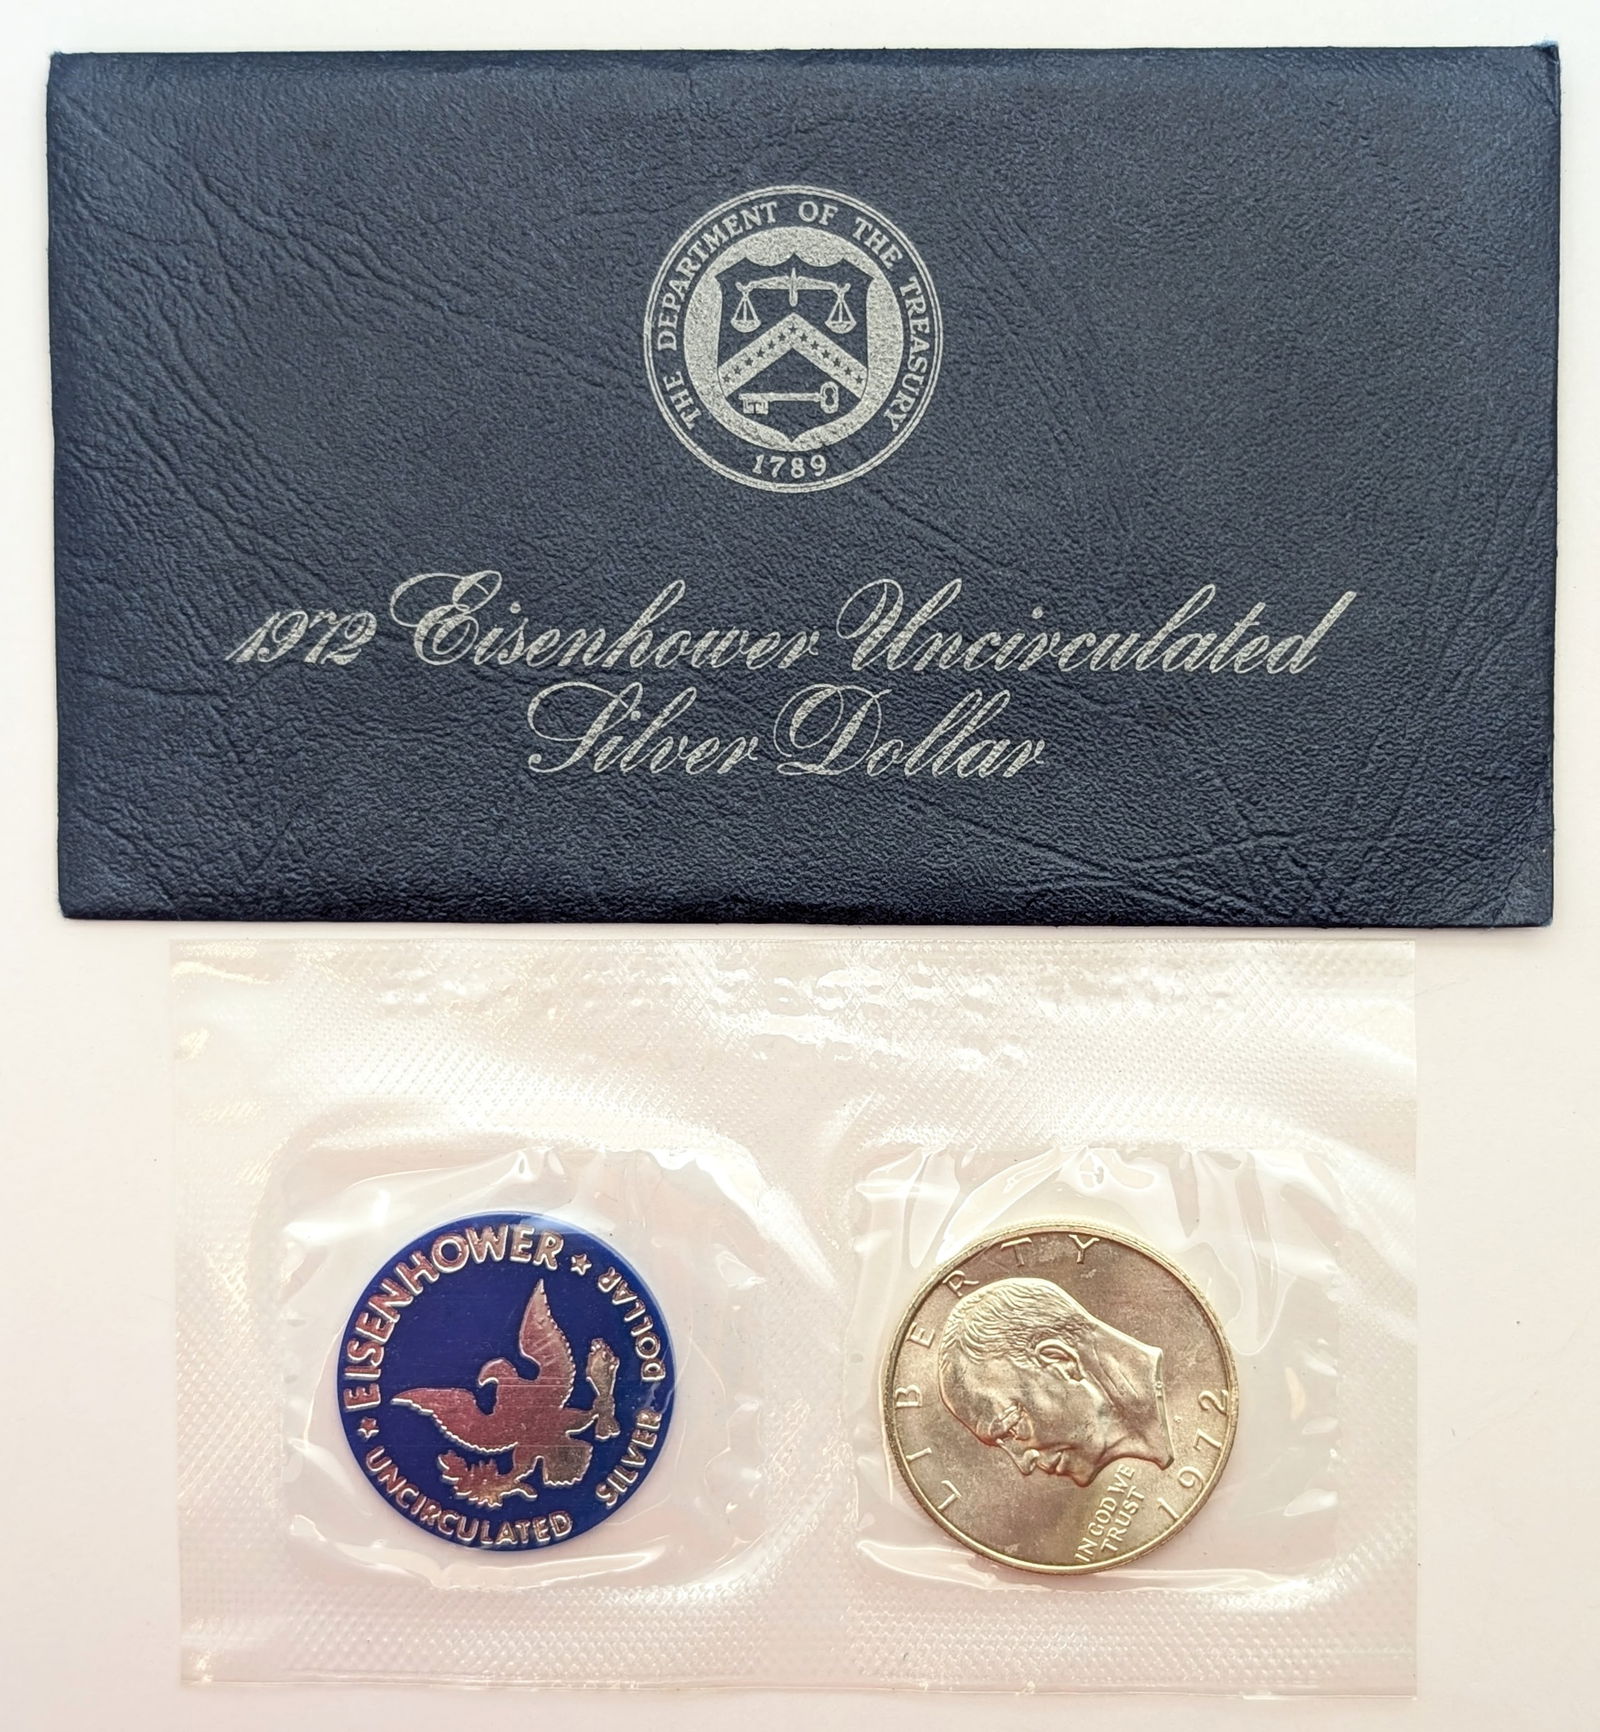 THE DEPARTMENT OF THE TREASURY
1789
1972 Eisenhower Uncirculated
Silver Dollar
EISENHOWER
UNCIRCULATED SILVER DOLLAR
LIBERTY
IN GOD WE
TRUST
1972